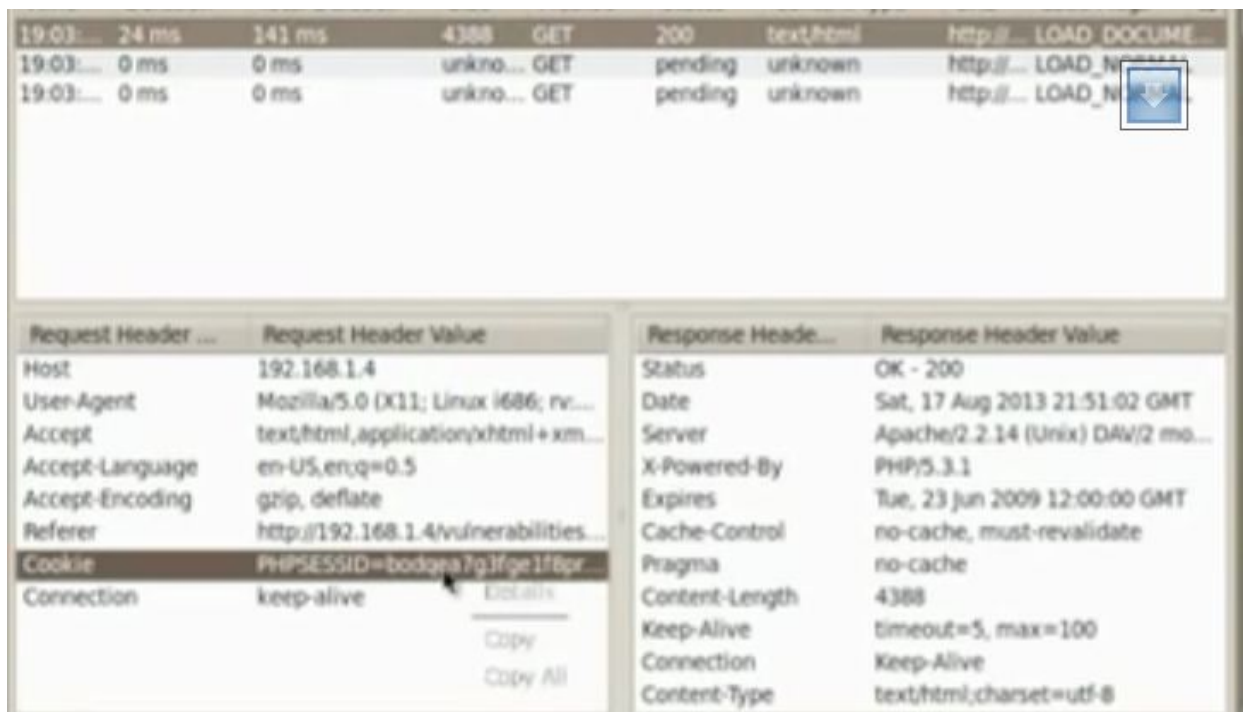 19:03:... 24 ms 141 ms 4388 GET 200 text/html http://... LOAD_DOCUME...
19:03:... 0 ms 0 ms unkno... GET pending unknown http://... LOAD_NORMAL
19:03:... 0 ms 0 ms unkno... GET pending unknown http://...
Request Header ... Request Header Value
Host 192.168.1.4
User-Agent Mozilla/5.0 (X11; Linux i686; rv:...
Accept text/html,application/xhtml+xm...
Accept-Language en-US,en;q=0.5
Accept-Encoding gzip, deflate
Referer http://192.168.1.4/vulnerabilities...
Cookie PHPSESSID=bodqea7g3fge1f8pr...
Connection keep-alive
Details
Copy
Copy All
Response Heade... Response Header Value
Status OK - 200
Date Sat, 17 Aug 2013 21:51:02 GMT
Server Apache/2.2.14 (Unix) DAV/2 mo...
X-Powered-By PHP/5.3.1
Expires Tue, 23 Jun 2009 12:00:00 GMT
Cache-Control no-cache, must-revalidate
Pragma no-cache
Content-Length 4388
Keep-Alive timeout=5, max=100
Connection Keep-Alive
Content-Type text/html;charset=utf-8